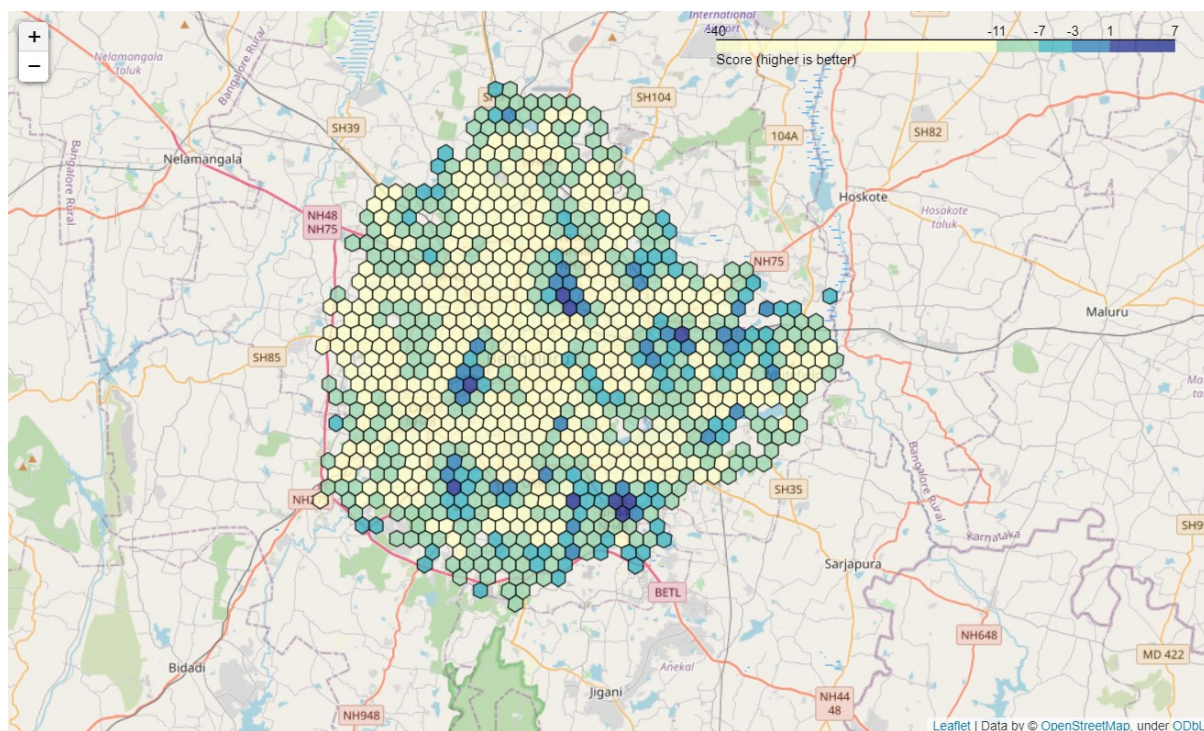 +
−
International
Airport
-40
-11
-7
-3
1
7
Score (higher is better)
Nelamangala
taluk
Bangalore Rural
SH104
SH39
104A
SH82
Nelamangala
Bangalore Rural
Hoskote
Hosakote
taluk
NH48
NH75
NH75
Maluru
SH85
SH35
Bangalore Rural
Karnataka
Sarjapura
BETL
NH648
MD 422
Bidadi
Anekal
Jigani
NH948
NH44
48
Leaflet | Data by © OpenStreetMap, under ODbL